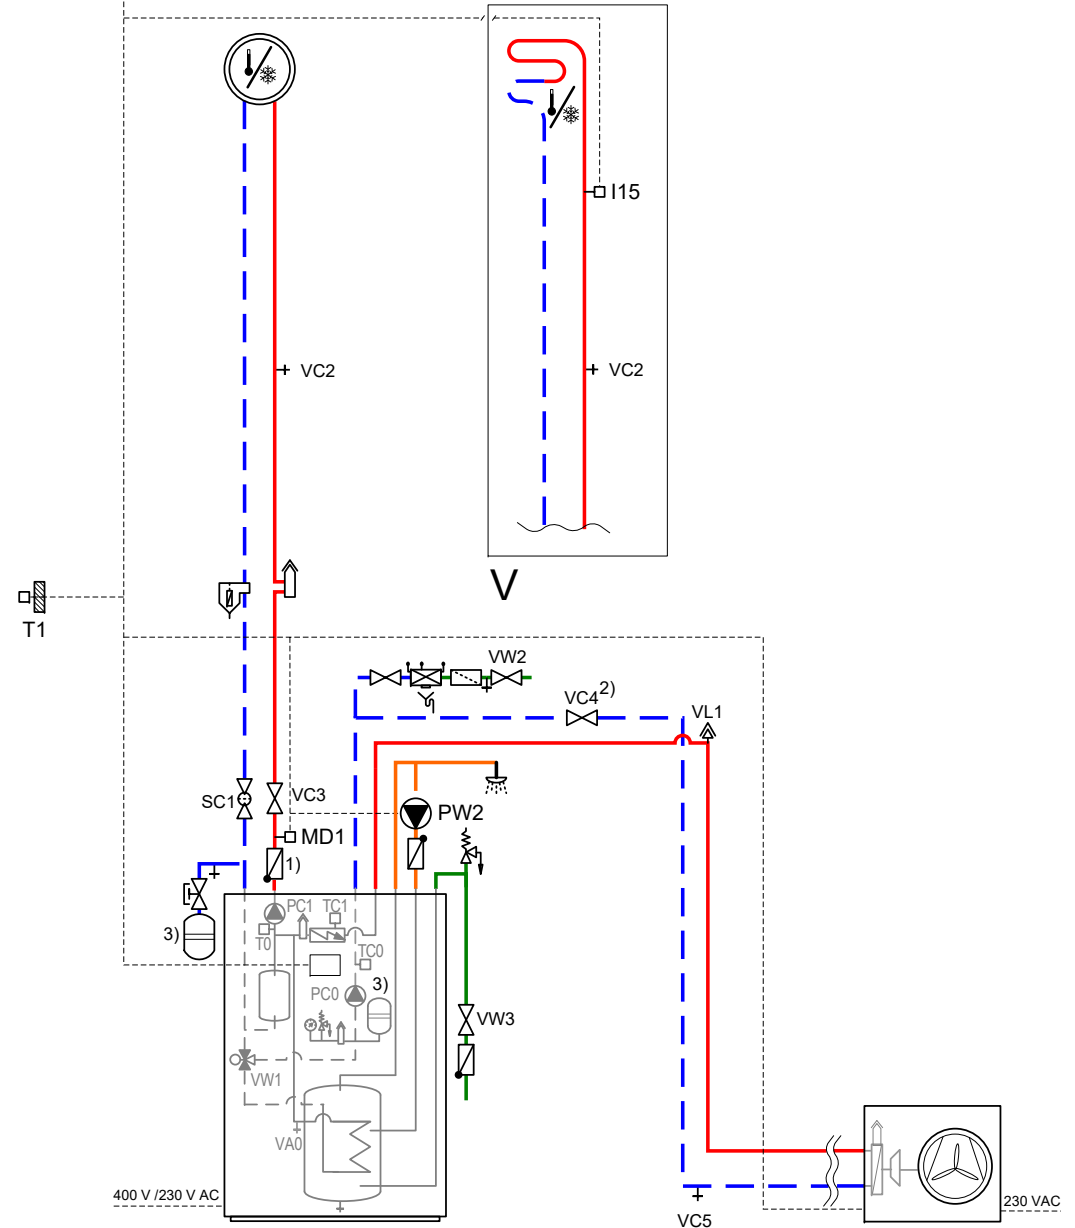 I15
VC2
VC2
V
T1
VW2
VC4 2)
VL1
SC1
VC3
PW2
MD1
1)
3)
PC1
TC1
T0
TC0
PC0
3)
VW3
VW1
VA0
400 V /230 V AC
230 VAC
VC5